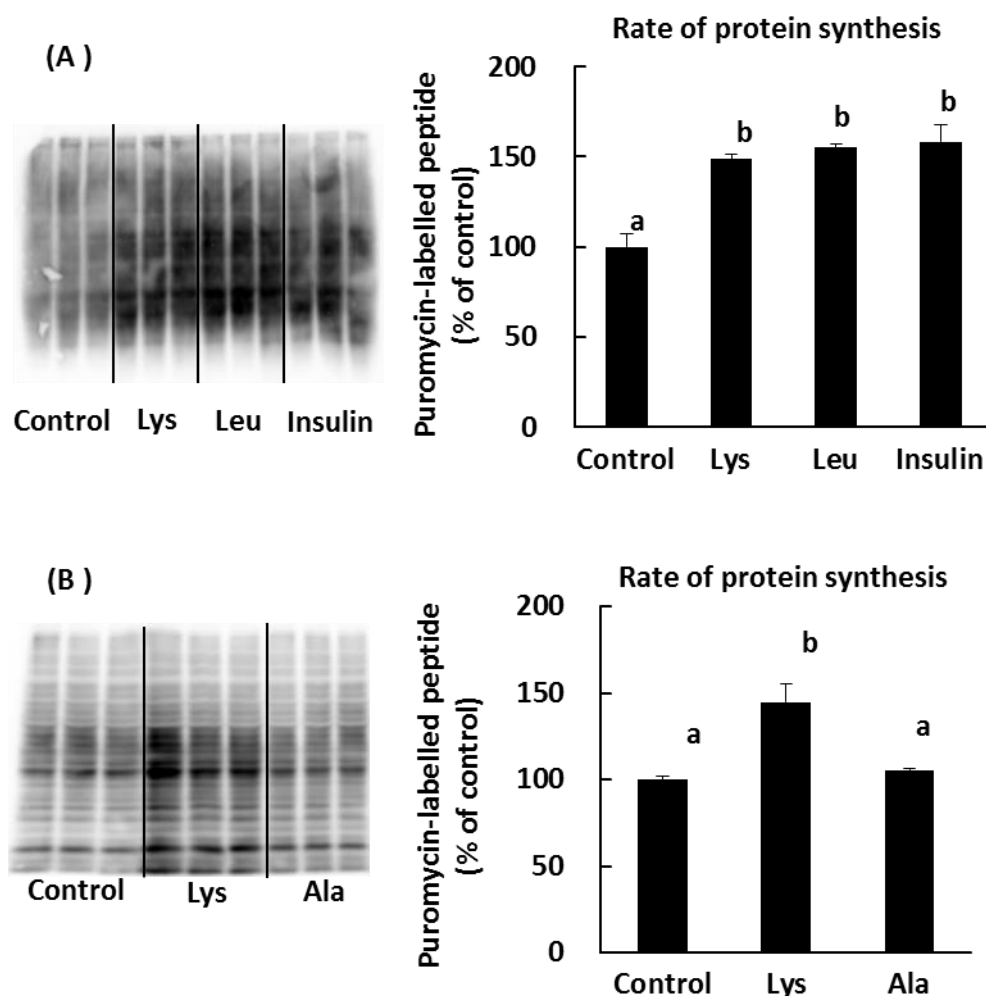 (A )
Control Lys Leu Insulin
Rate of protein synthesis
Puromycin-labelled peptide
(% of control)
200
150
100
50
0
a
b
b
b
Control Lys Leu Insulin
(B )
Control Lys Ala
Rate of protein synthesis
Puromycin-labelled peptide
(% of control)
200
150
100
50
0
a
b
a
Control Lys Ala